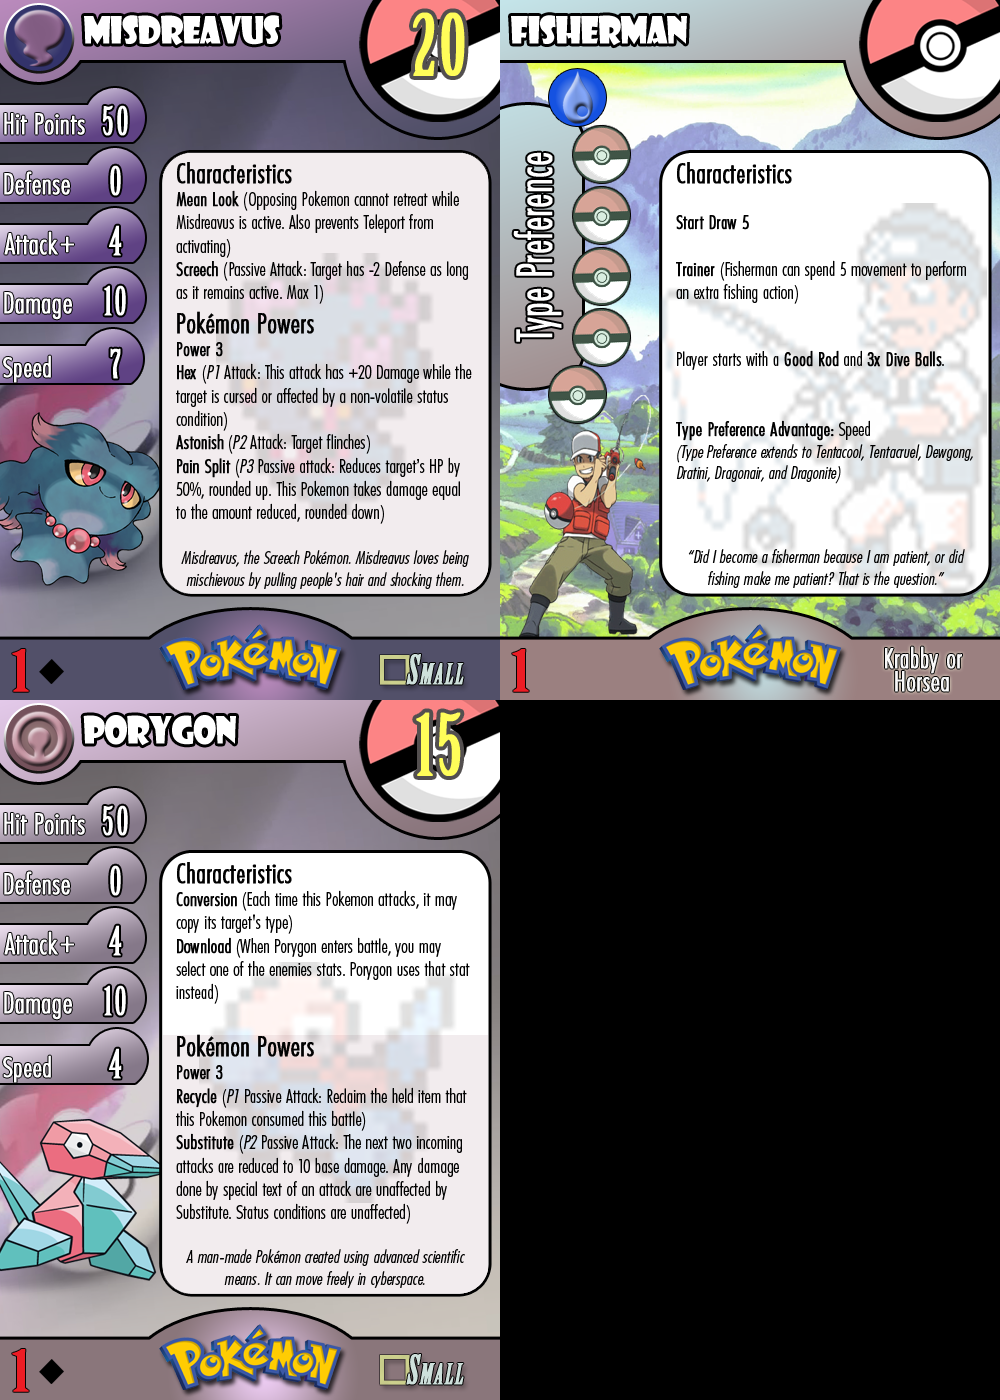 MISDREAVUS
20
Hit Points 50
Defense 0
Attack+ 4
Damage 10
Speed 7
Characteristics
Mean Look (Opposing Pokemon cannot retreat while
Misdreavus is active. Also prevents Teleport from
activating)
Screech (Passive Attack: Target has -2 Defense as long
as it remains active. Max 1)
Pokémon Powers
Power 3
Hex (P1 Attack: This attack has +20 Damage while the
target is cursed or affected by a non-volatile status
condition)
Astonish (P2 Attack: Target flinches)
Pain Split (P3 Passive attack: Reduces target's HP by
50%, rounded up. This Pokemon takes damage equal
to the amount reduced, rounded down)
Misdreavus, the Screech Pokémon. Misdreavus loves being
mischievous by pulling people's hair and shocking them.
1
POKéMON
SMALL
FISHERMAN
Type Preference
Characteristics
Start Draw 5
Trainer (Fisherman can spend 5 movement to perform
an extra fishing action)
Player starts with a Good Rod and 3x Dive Balls.
Type Preference Advantage: Speed
(Type Preference extends to Tentacool, Tentacruel, Dewgong,
Dratini, Dragonair, and Dragonite)
“Did I become a fisherman because I am patient, or did
fishing make me patient? That is the question.”
1
POKéMON
Krabby or
Horsea
PORYGON
15
Hit Points 50
Defense 0
Attack+ 4
Damage 10
Speed 4
Characteristics
Conversion (Each time this Pokemon attacks, it may
copy its target's type)
Download (When Porygon enters battle, you may
select one of the enemies stats. Porygon uses that stat
instead)
Pokémon Powers
Power 3
Recycle (P1 Passive Attack: Reclaim the held item that
this Pokemon consumed this battle)
Substitute (P2 Passive Attack: The next two incoming
attacks are reduced to 10 base damage. Any damage
done by special text of an attack are unaffected by
Substitute. Status conditions are unaffected)
A man-made Pokémon created using advanced scientific
means. It can move freely in cyberspace.
1
POKéMON
SMALL